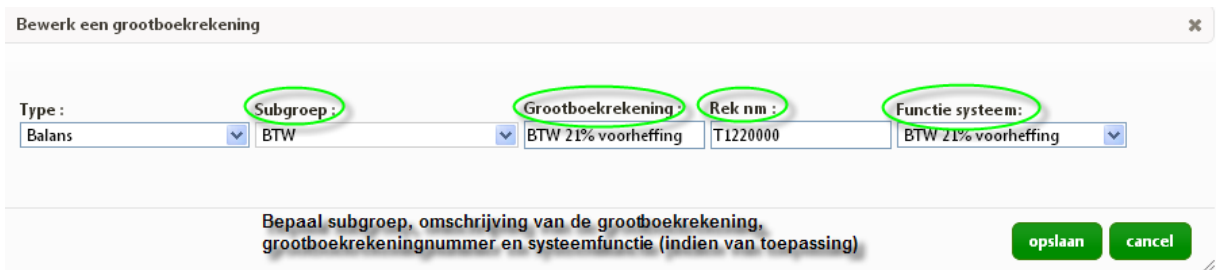 Bewerk een grootboekrekening
Type : Subgroep : Grootboekrekening : Rek nm : Functie systeem:
Balans BTW BTW 21% voorheffing T1220000 BTW 21% voorheffing
Bepaal subgroep, omschrijving van de grootboekrekening,
grootboekrekeningnummer en systeemfunctie (indien van toepassing)
opslaan cancel